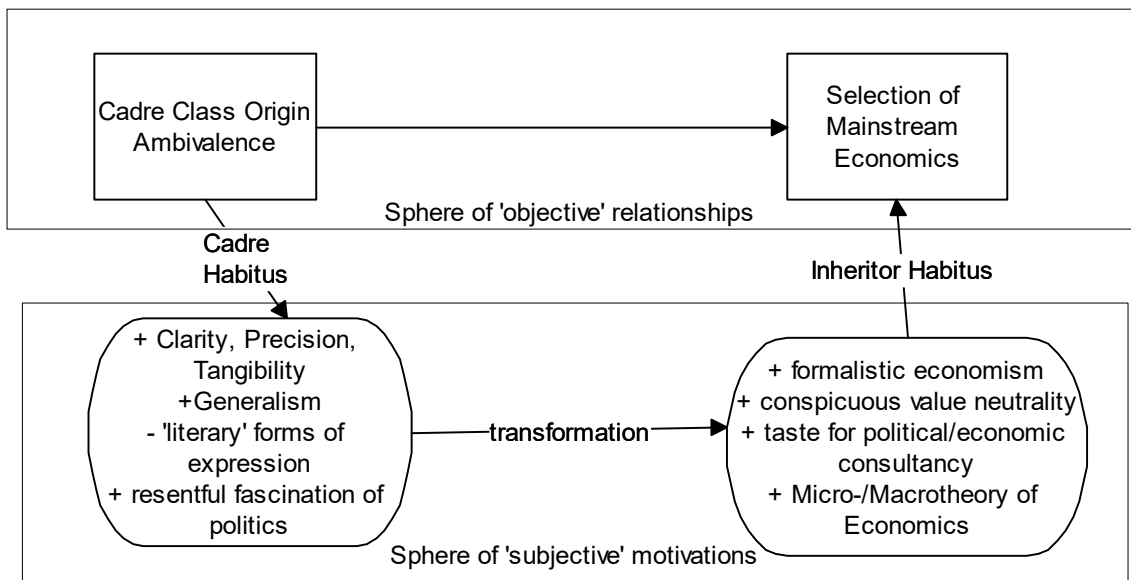 Cadre Class Origin
Ambivalence
Selection of
Mainstream
Economics
Sphere of 'objective' relationships
Cadre
Habitus
Inheritor Habitus
+ Clarity, Precision,
Tangibility
+Generalism
- 'literary' forms of
expression
+ resentful fascination of
politics
transformation
+ formalistic economism
+ conspicuous value neutrality
+ taste for political/economic
consultancy
+ Micro-/Macrotheory of
Economics
Sphere of 'subjective' motivations